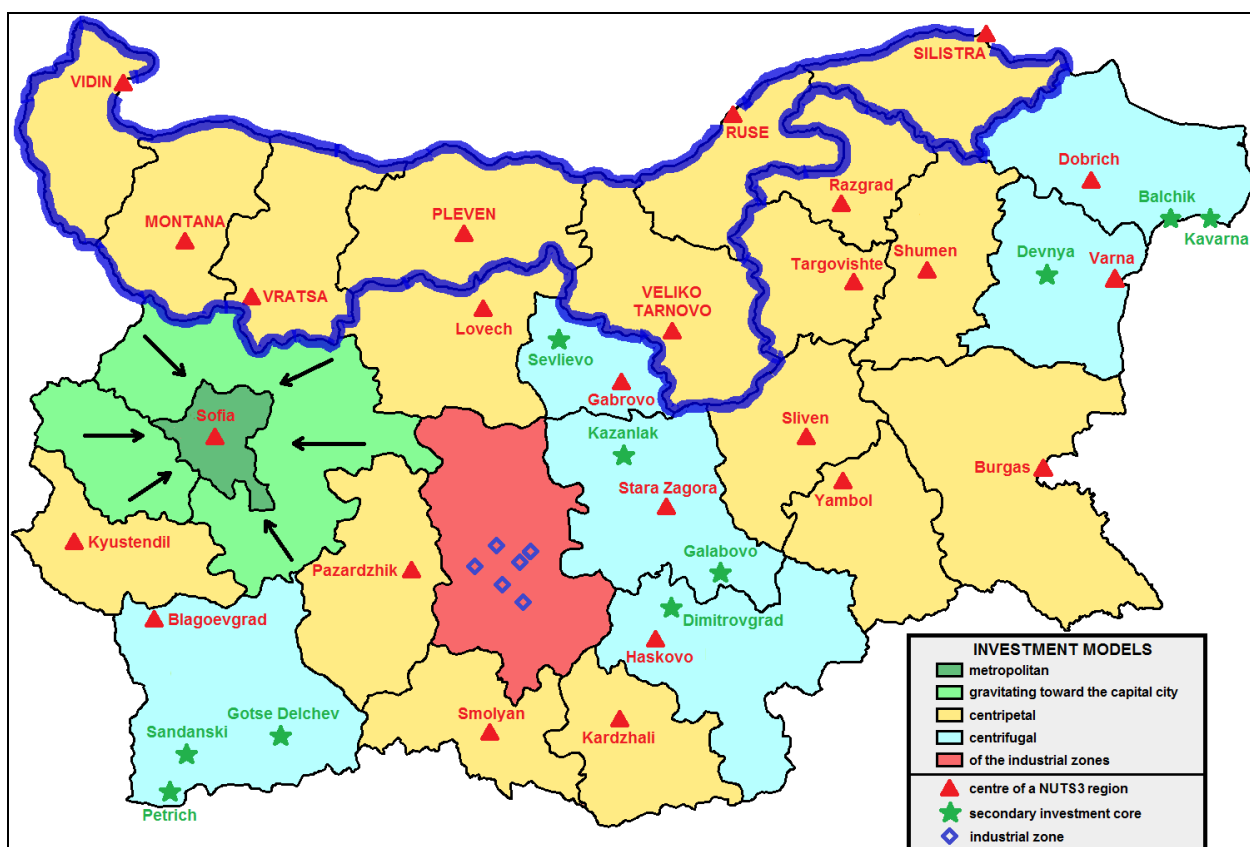 SILISTRA
VIDIN
RUSE
Dobrich
Razgrad
Balchik
Kavarna
MONTANA
PLEVEN
Shumen
Devnya
Varna
Targovishte
VRATSA
VELIKO
TARNOVO
Lovech
Sevlievo
Gabrovo
Sofia
Kazanlak
Sliven
Stara Zagora
Yambol
Burgas
Kyustendil
Pazardzhik
Galabovo
Dimitrovgrad
Blagoevgrad
Haskovo
Gotse Delchev
Sandanski
Smolyan
Kardzhali
Petrich
INVESTMENT MODELS
metropolitan
gravitating toward the capital city
centripetal
centrifugal
of the industrial zones
centre of a NUTS3 region
secondary investment core
industrial zone